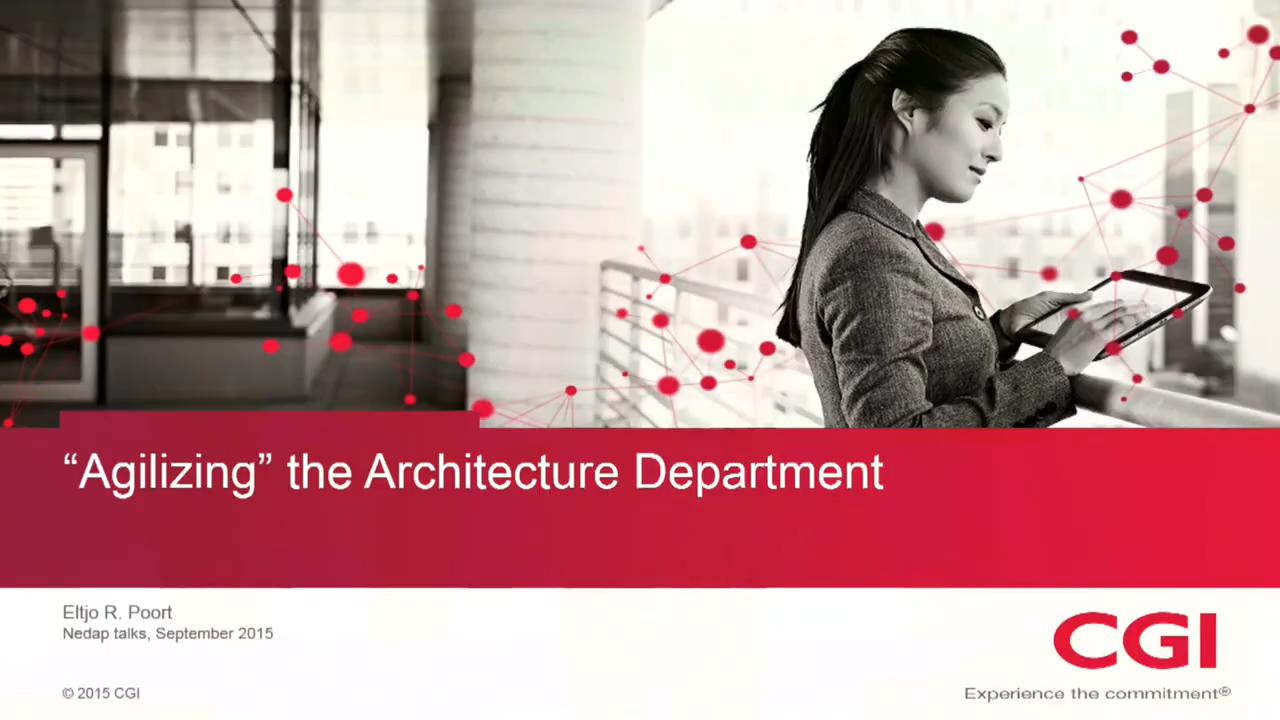 “Agilizing” the Architecture Department
Eltjo R. Poort
Nedap talks, September 2015
© 2015 CGI
CGI
Experience the commitment®